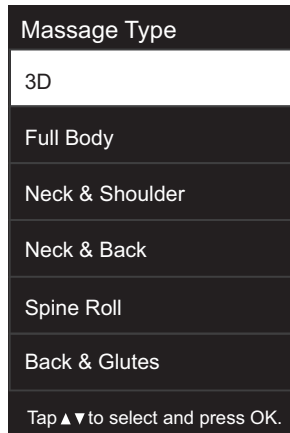 Massage Type
3D
Full Body
Neck & Shoulder
Neck & Back
Spine Roll
Back & Glutes
Tap▲▼to select and press OK.